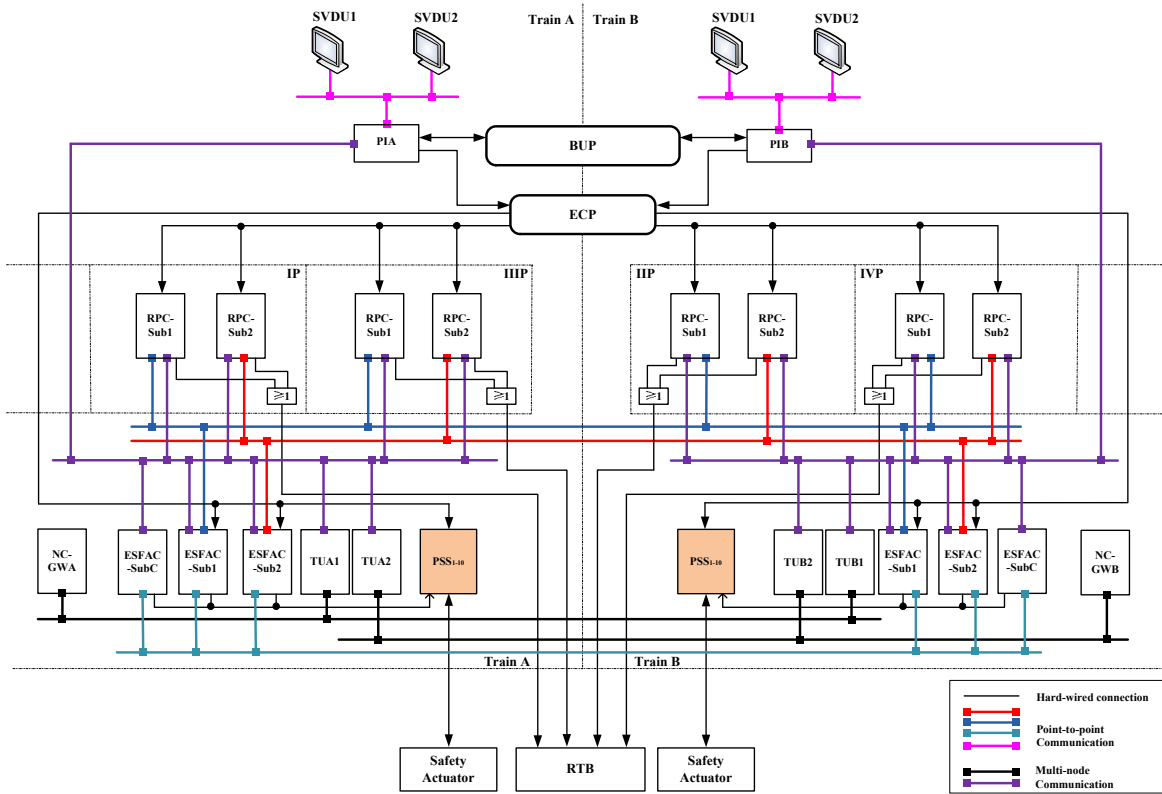 SVDU1
SVDU2
Train A
Train B
SVDU1
SVDU2
PIA
BUP
PIB
ECP
IP
IIIP
IIP
IVP
RPC-
Sub1
RPC-
Sub2
RPC-
Sub1
RPC-
Sub2
RPC-
Sub1
RPC-
Sub2
RPC-
Sub1
RPC-
Sub2
≥1
≥1
≥1
≥1
NC-
GWA
ESFAC
-SubC
ESFAC
-Sub1
ESFAC
-Sub2
TUA1
TUA2
PSS1-10
PSS1-10
TUB2
TUB1
ESFAC
-Sub1
ESFAC
-Sub2
ESFAC
-SubC
NC-
GWB
Train A
Train B
Safety
Actuator
RTB
Safety
Actuator
Hard-wired connection
Point-to-point
Communication
Multi-node
Communication